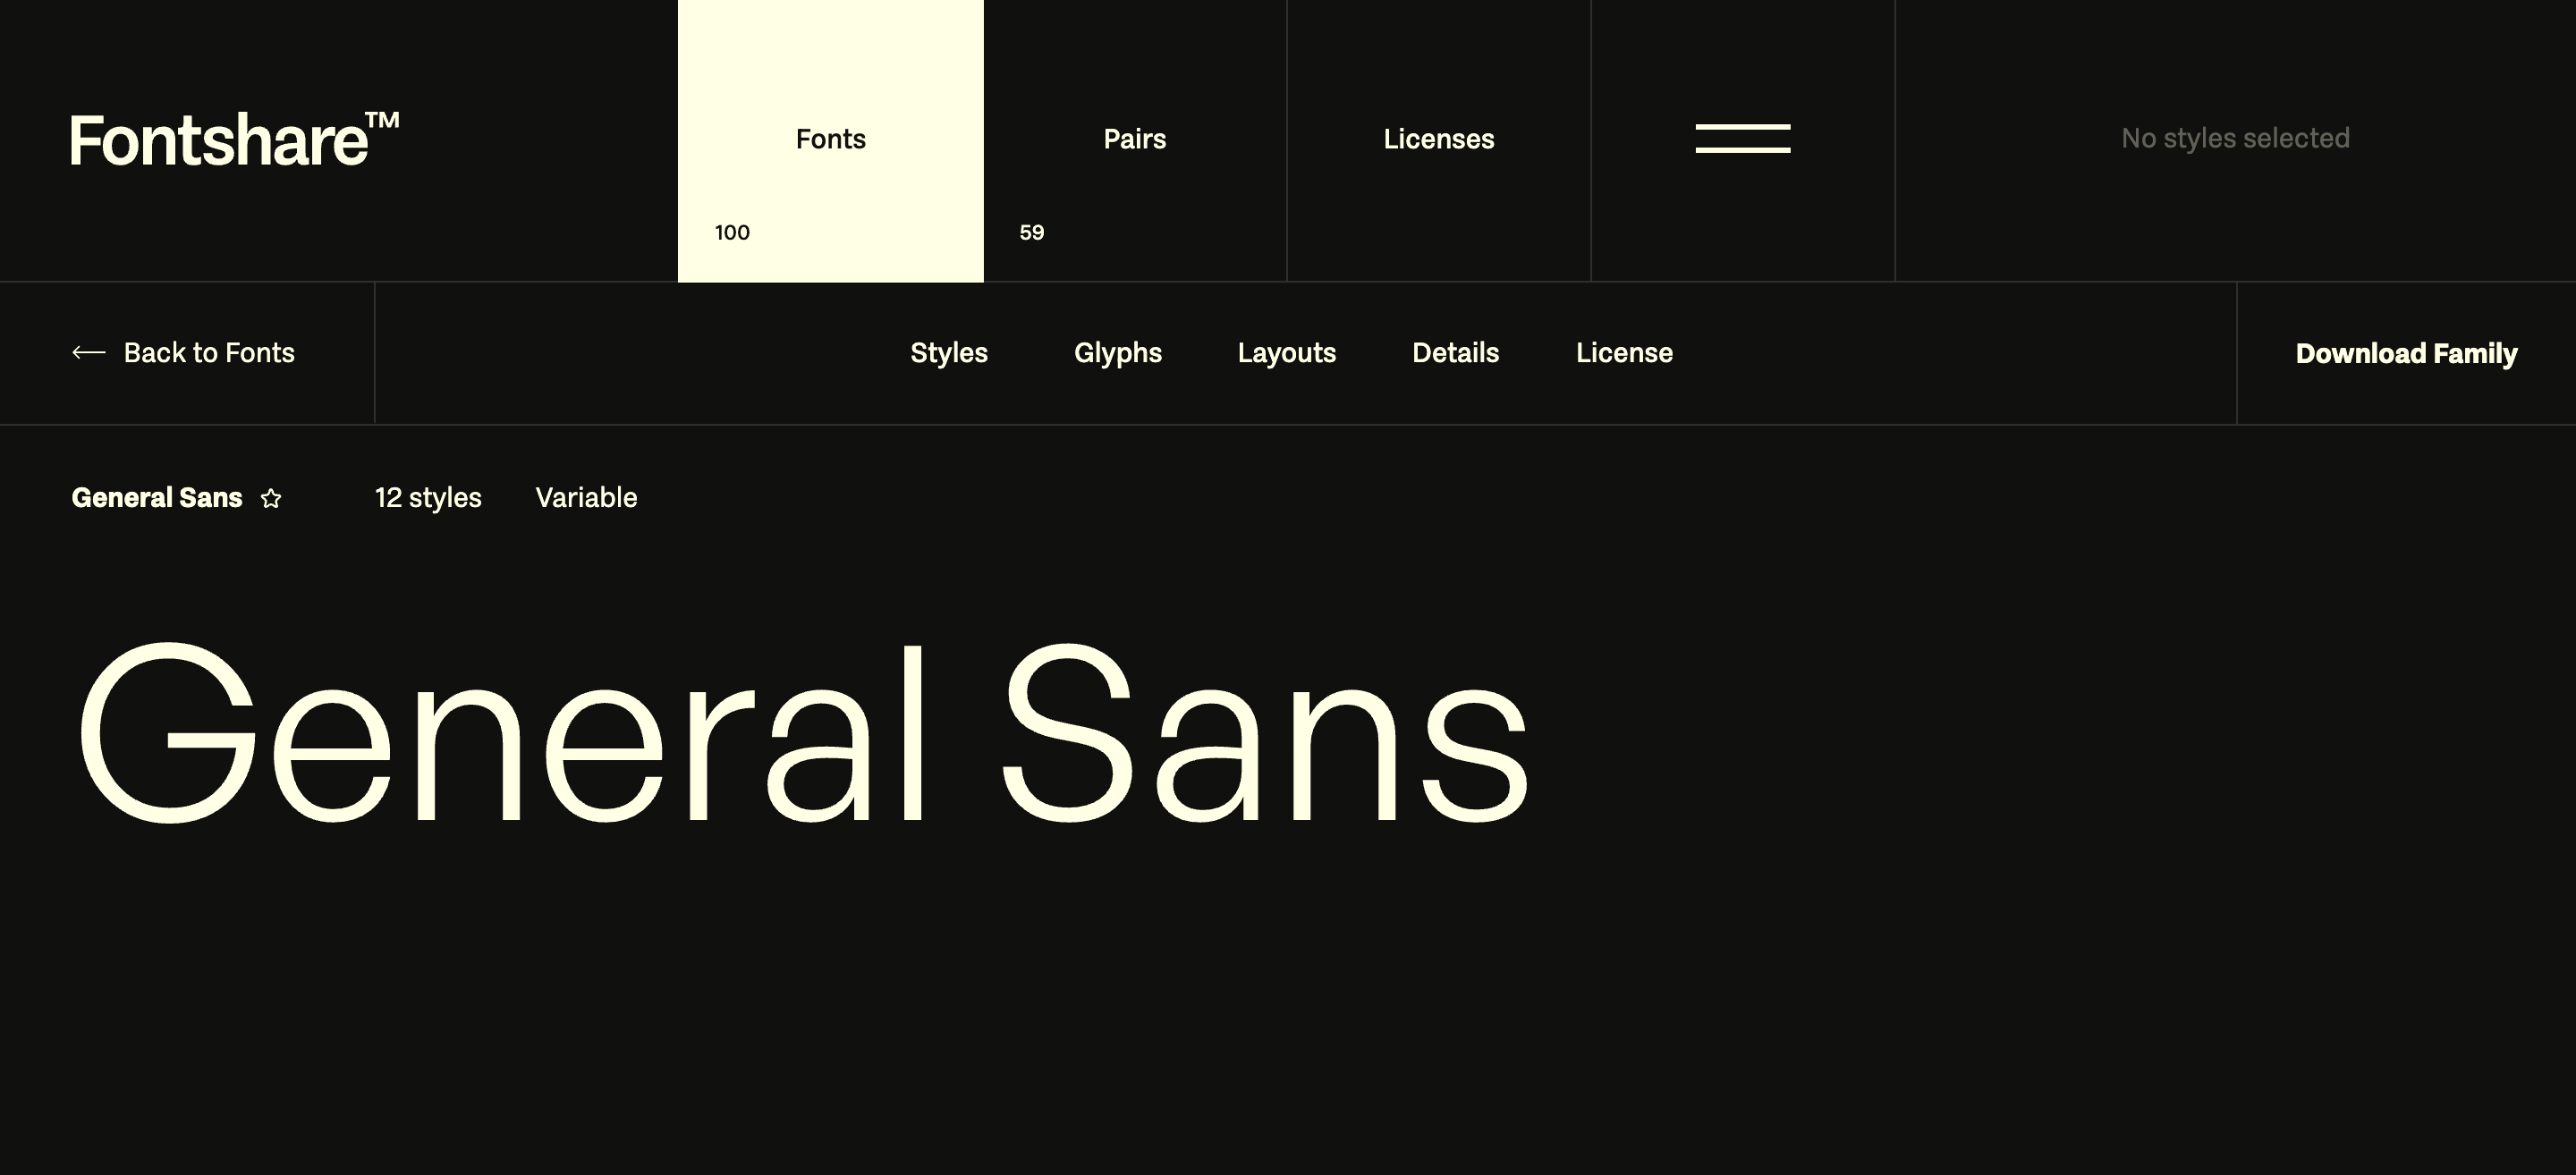 Fontshare™
Fonts
Pairs
Licenses
No styles selected
100
59
← Back to Fonts
Styles
Glyphs
Layouts
Details
License
Download Family
General Sans
12 styles
Variable
General Sans